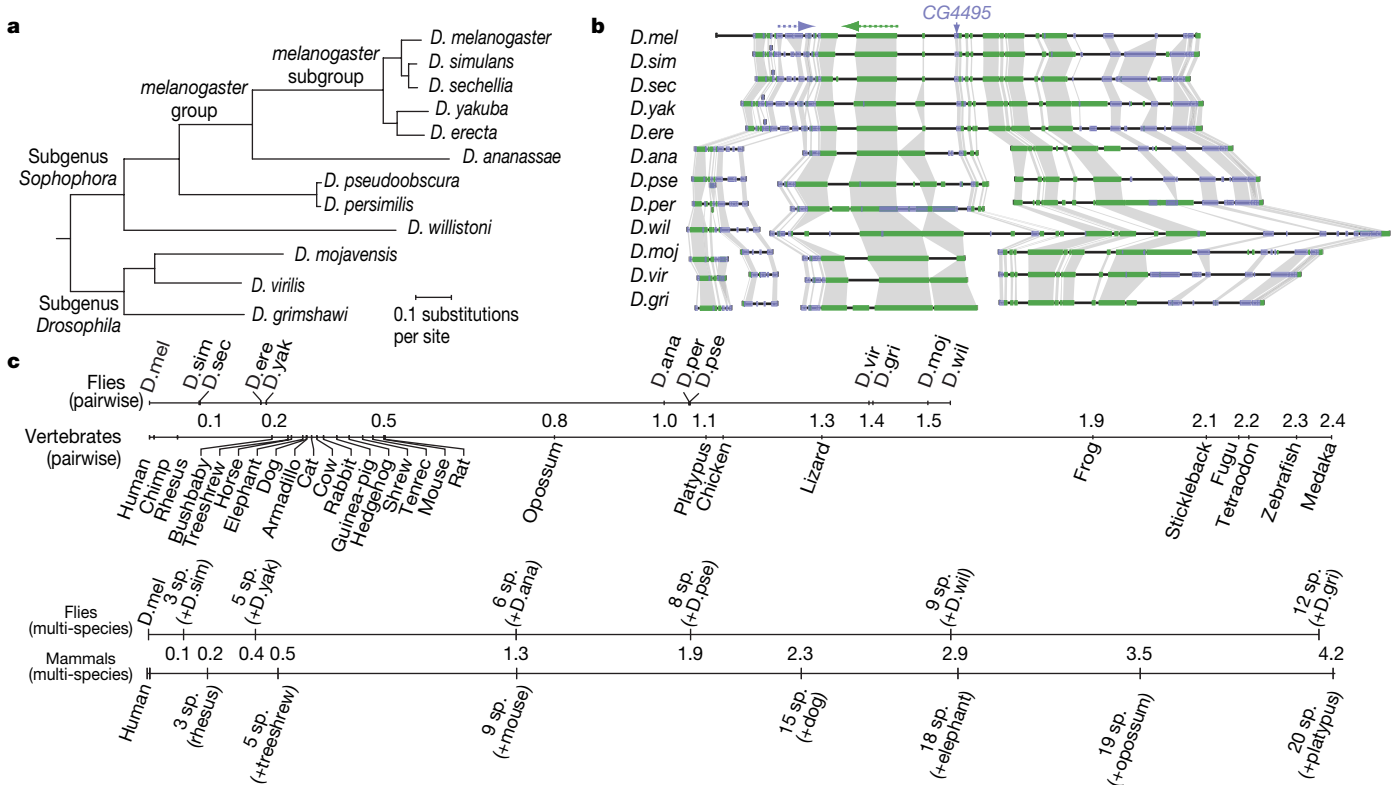 a
melanogaster
subgroup
melanogaster
group
Subgenus
Sophophora
Subgenus
Drosophila
D. melanogaster
D. simulans
D. sechellia
D. yakuba
D. erecta
D. ananassae
D. pseudoobscura
D. persimilis
D. willistoni
D. mojavensis
D. virilis
D. grimshawi
0.1 substitutions
per site
b
CG4495
D.mel
D.sim
D.sec
D.yak
D.ere
D.ana
D.pse
D.per
D.wil
D.moj
D.vir
D.gri
c
Flies
(pairwise)
D.mel
D.sim
D.sec
D.ere
D.yak
D.ana
D.per
D.pse
D.vir
D.gri
D.moj
D.wil
0.1 0.2 0.5 0.8 1.0 1.1 1.3 1.4 1.5 1.9 2.1 2.2 2.3 2.4
Vertebrates
(pairwise)
Human
Chimp
Rhesus
Bushbaby
Treeshrew
Horse
Elephant
Dog
Armadillo
Cat
Cow
Rabbit
Guinea-pig
Hedgehog
Shrew
Tenrec
Mouse
Rat
Opossum
Platypus
Chicken
Lizard
Frog
Stickleback
Fugu
Tetraodon
Zebrafish
Medaka
Flies
(multi-species)
D.mel
3 sp.
(+D.sim)
5 sp.
(+D.yak)
6 sp.
(+D.ana)
8 sp.
(+D.pse)
9 sp.
(+D.wil)
12 sp.
(+D.gri)
0.1 0.2 0.4 0.5 1.3 1.9 2.3 2.9 3.5 4.2
Mammals
(multi-species)
Human
3 sp.
(rhesus)
5 sp.
(+treeshrew)
9 sp.
(+mouse)
15 sp.
(+dog)
18 sp.
(+elephant)
19 sp.
(+opossum)
20 sp.
(+platypus)